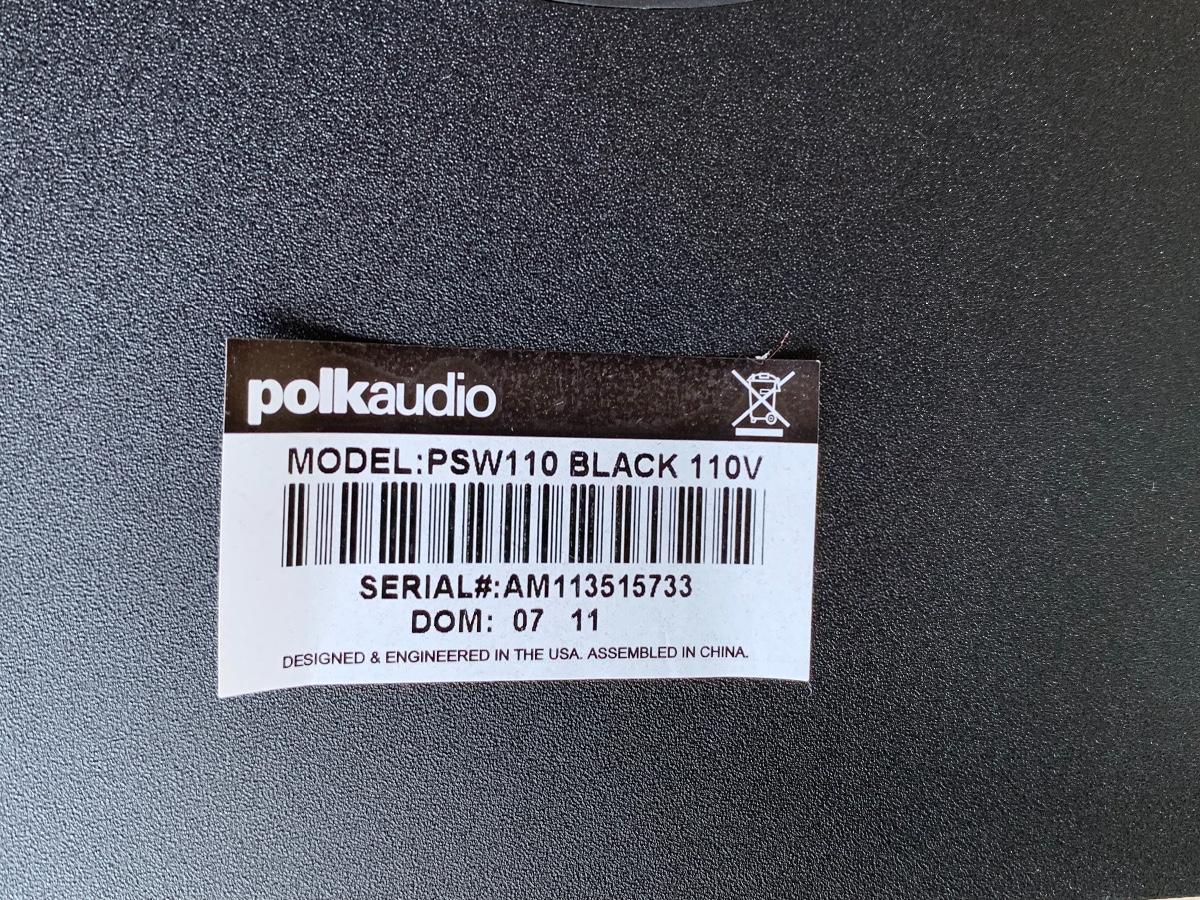 polkaudio
MODEL:PSW110 BLACK 110V
SERIAL#:AM113515733
DOM: 07 11
DESIGNED & ENGINEERED IN THE USA. ASSEMBLED IN CHINA.